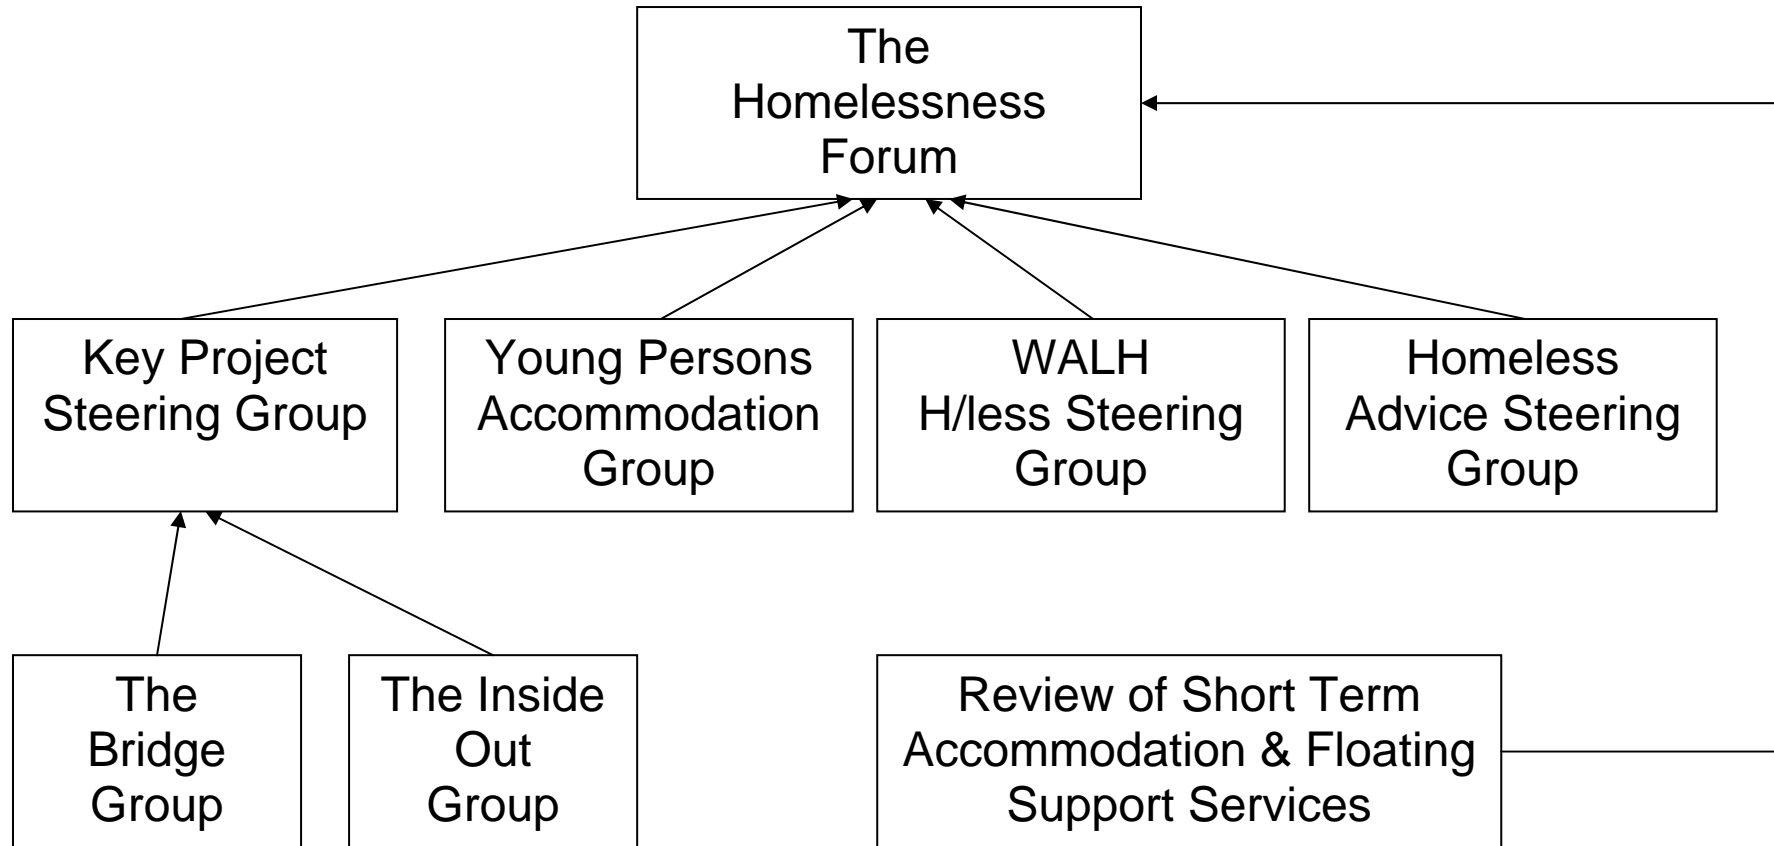 The
Homelessness
Forum
Key Project
Steering Group
Young Persons
Accommodation
Group
WALH
H/less Steering
Group
Homeless
Advice Steering
Group
The
Bridge
Group
The Inside
Out
Group
Review of Short Term
Accommodation & Floating
Support Services